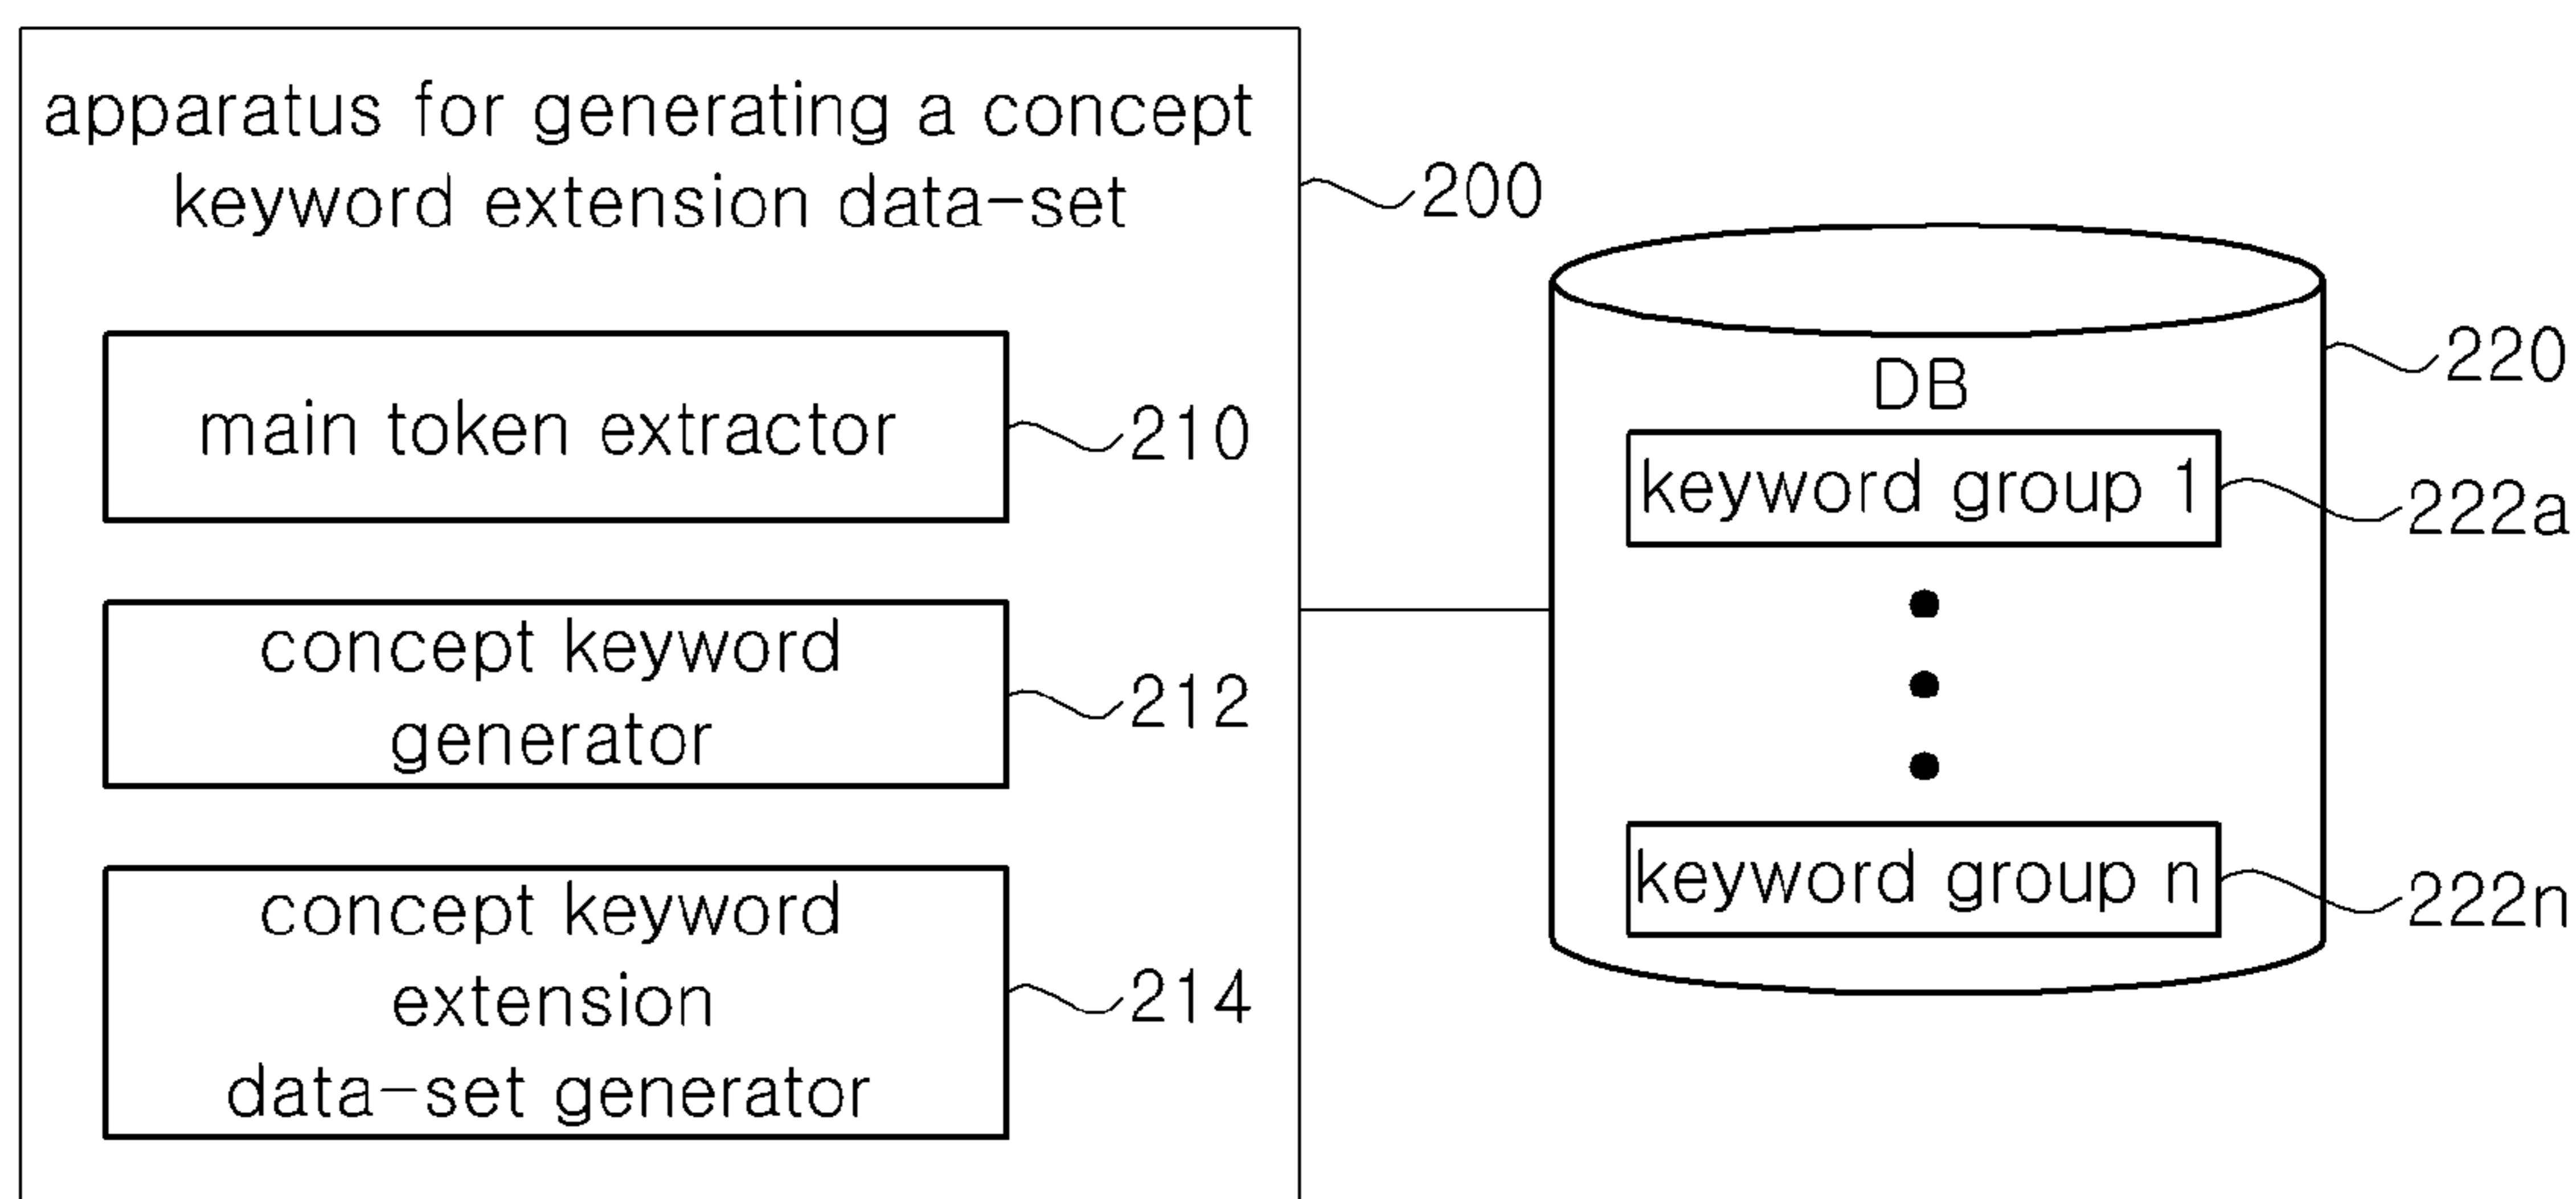 apparatus for generating a concept
keyword extension data-set
200
main token extractor
210
concept keyword
generator
212
concept keyword
extension
data-set generator
214
220
DB
keyword group 1
222a
keyword group n
222n